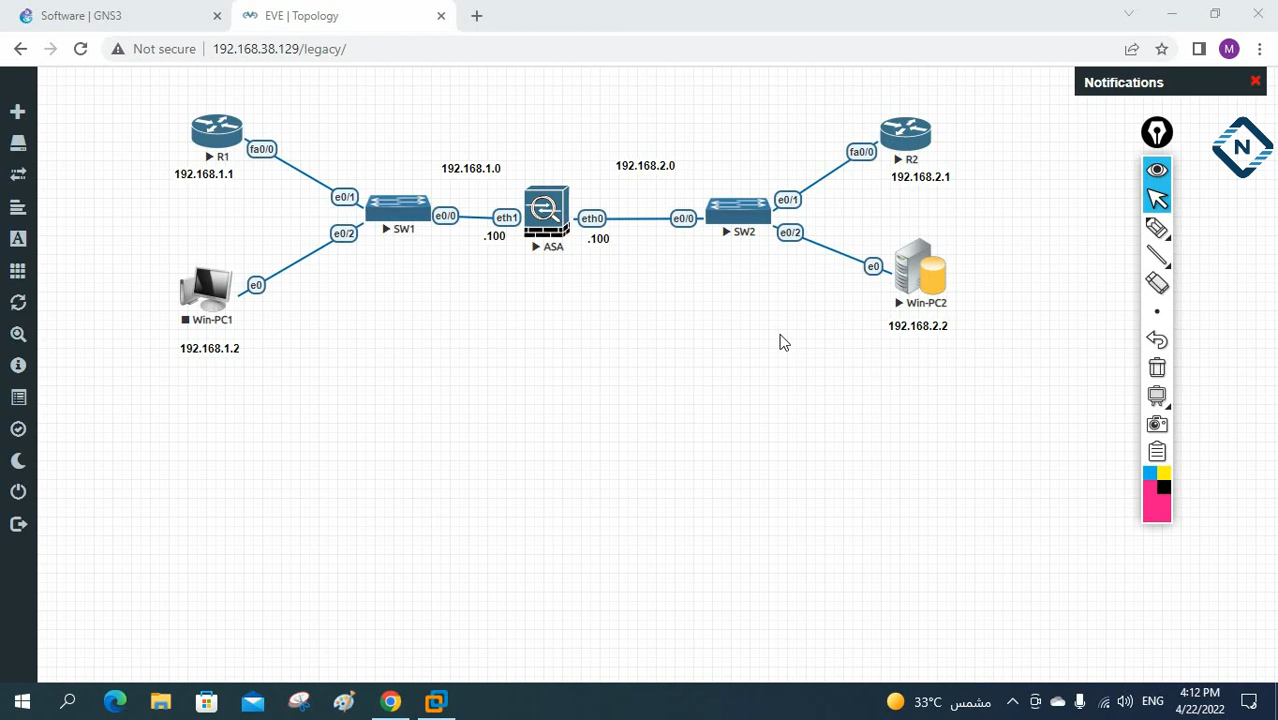 Software | GNS3
EVE | Topology
Not secure
192.168.38.129/legacy/
M
Notifications
N
R1
fa0/0
192.168.1.1
192.168.1.0
192.168.2.0
fa0/0
R2
192.168.2.1
e0/1
e0/0
eth1
eth0
e0/0
e0/1
SW1
.100
ASA
.100
SW2
e0/2
e0/2
e0
Win-PC1
192.168.1.2
e0
Win-PC2
192.168.2.2
A
33°C مشمس
ENG
4:12 PM
4/22/2022